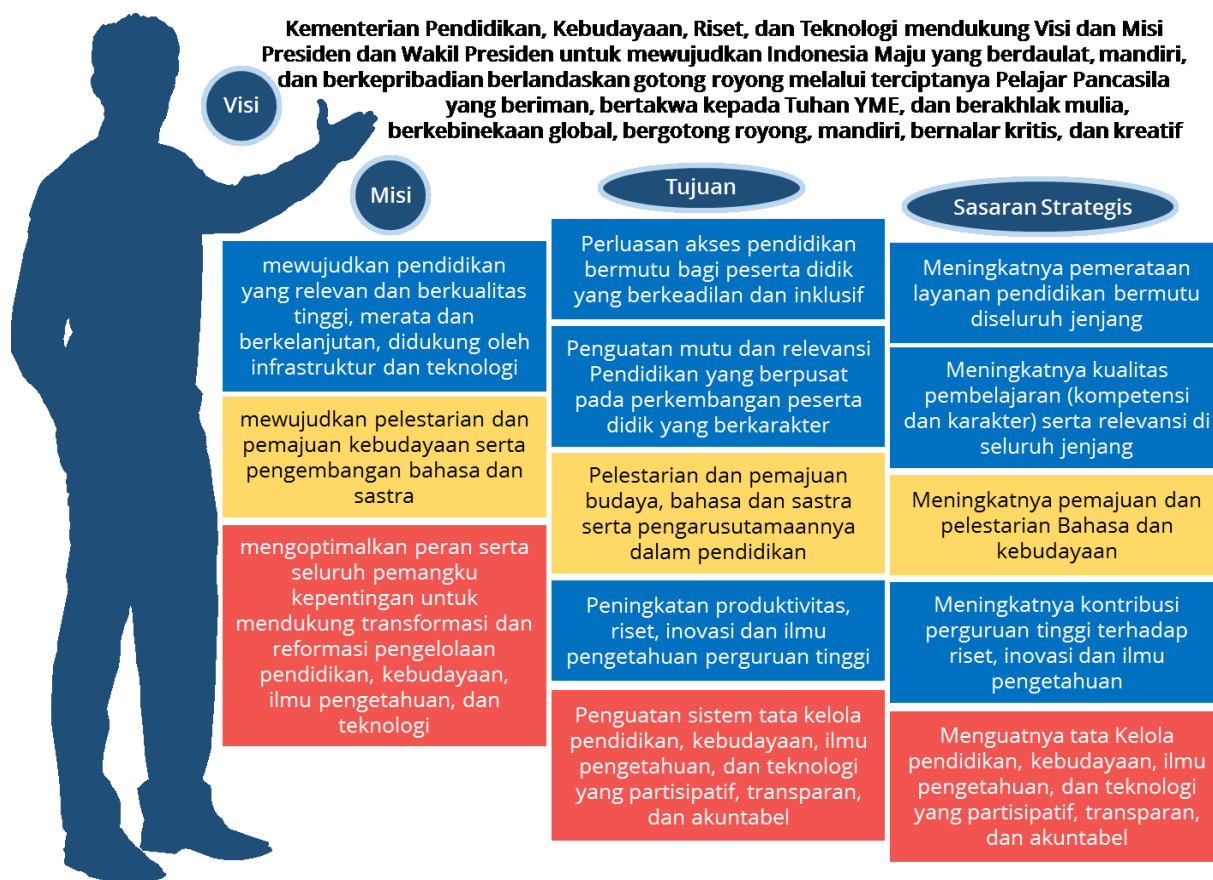 Kementerian Pendidikan, Kebudayaan, Riset, dan Teknologi mendukung Visi dan Misi
Presiden dan Wakil Presiden untuk mewujudkan Indonesia Maju yang berdaulat, mandiri,
dan berkepribadian berlandaskan gotong royong melalui terciptanya Pelajar Pancasila
yang beriman, bertakwa kepada Tuhan YME, dan berakhlak mulia,
berkebinekaan global, bergotong royong, mandiri, bernalar kritis, dan kreatif
Visi
Misi
mewujudkan pendidikan
yang relevan dan berkualitas
tinggi, merata dan
berkelanjutan, didukung oleh
infrastruktur dan teknologi
mewujudkan pelestarian dan
pemajuan kebudayaan serta
pengembangan bahasa dan
sastra
mengoptimalkan peran serta
seluruh pemangku
kepentingan untuk
mendukung transformasi dan
reformasi pengelolaan
pendidikan, kebudayaan,
ilmu pengetahuan, dan
teknologi
Tujuan
Perluasan akses pendidikan
bermutu bagi peserta didik
yang berkeadilan dan inklusif
Penguatan mutu dan relevansi
Pendidikan yang berpusat
pada perkembangan peserta
didik yang berkarakter
Pelestarian dan pemajuan
budaya, bahasa dan sastra
serta pengarusutamaannya
dalam pendidikan
Peningkatan produktivitas,
riset, inovasi dan ilmu
pengetahuan perguruan tinggi
Penguatan sistem tata kelola
pendidikan, kebudayaan, ilmu
pengetahuan, dan teknologi
yang partisipatif, transparan,
dan akuntabel
Sasaran Strategis
Meningkatnya pemerataan
layanan pendidikan bermutu
diseluruh jenjang
Meningkatnya kualitas
pembelajaran (kompetensi
dan karakter) serta relevansi di
seluruh jenjang
Meningkatnya pemajuan dan
pelestarian Bahasa dan
kebudayaan
Meningkatnya kontribusi
perguruan tinggi terhadap
riset, inovasi dan ilmu
pengetahuan
Menguatnya tata Kelola
pendidikan, kebudayaan, ilmu
pengetahuan, dan teknologi
yang partisipatif, transparan,
dan akuntabel